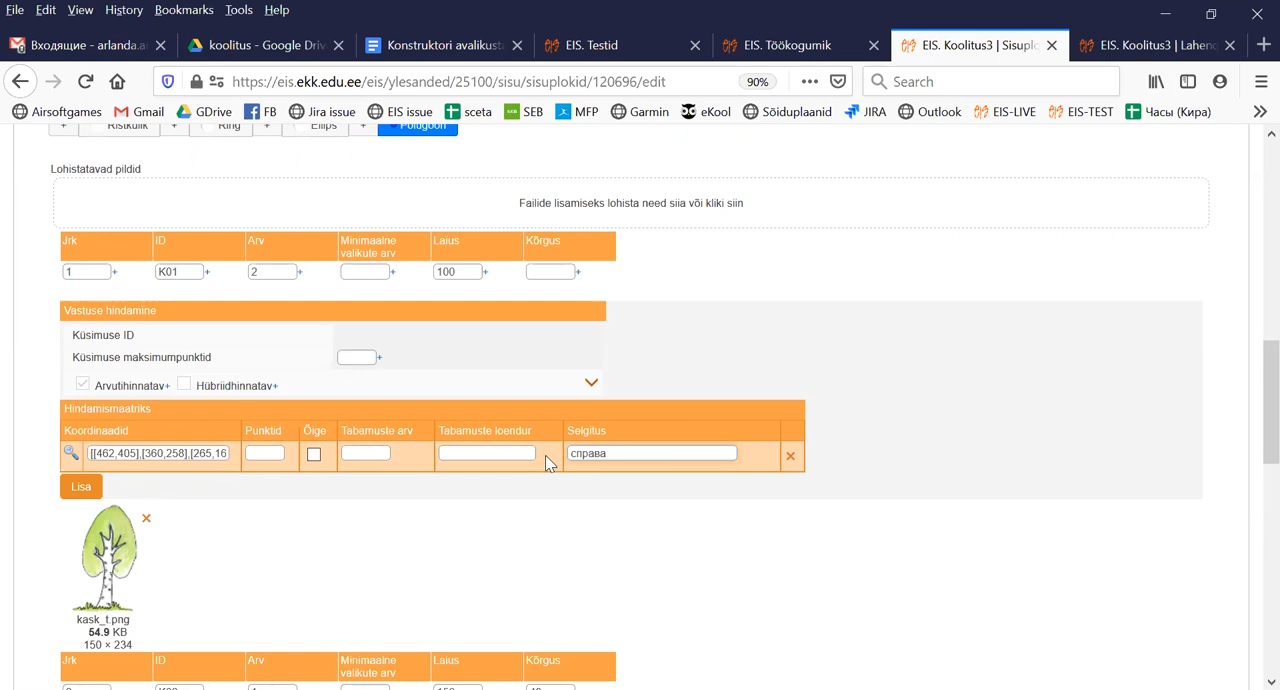 File Edit View History Bookmarks Tools Help
Входящие - arlanda.a
koolitus - Google Driv
Konstruktori avalikusta
EIS. Testid
EIS. Töökogumik
EIS. Koolitus3 | Sisuplo
EIS. Koolitus3 | Lahend
https://eis.ekk.edu.ee/eis/ylesanded/25100/sisu/sisuplokid/120696/edit
90%
Search
Airsoftgames Gmail GDrive FB Jira issue EIS issue sceta SEB MFP Garmin eKool Sõiduplaanid JIRA Outlook EIS-LIVE EIS-TEST Часы (Кира)
+ Ristkülik + Ring + Ellips + Polügoon
Lohistatavad pildid
Failide lisamiseks lohista need siia või kliki siin
Jrk ID Arv Minimaalne valikute arv Laius Kõrgus
1 + K01 + 2 + + 100 + +
Vastuse hindamine
Küsimuse ID
Küsimuse maksimumpunktid +
Arvutihinnatav+ Hübriidhinnatav+
Hindamismaatriks
Koordinaadid Punktid Õige Tabamuste arv Tabamuste loendur Selgitus
[[462,405],[360,258],[265,16 справа
Lisa
kask_t.png
54.9 KB
150 × 234
Jrk ID Arv Minimaalne valikute arv Laius Kõrgus